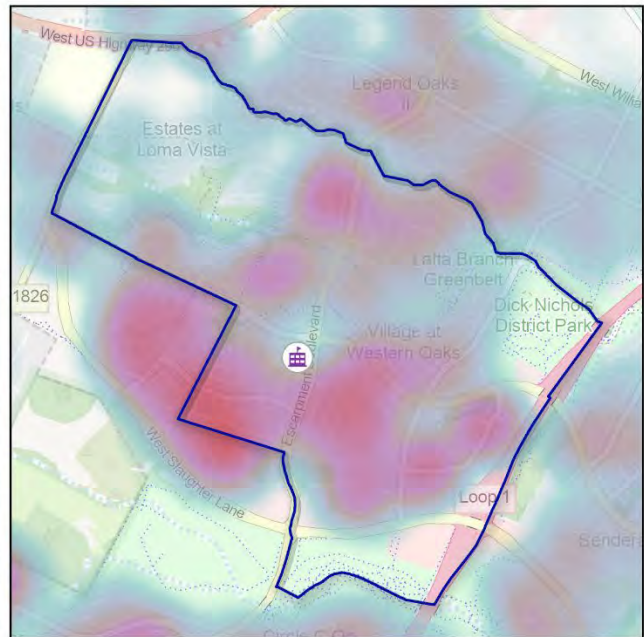 West US Highway 290
West Willia
Legend Oaks
II
Estates at
Loma Vista
Latta Branch
Greenbelt
Dick Nichols
District Park
1826
Village at
Western Oaks
Escarpment Boulevard
West Slaughter Lane
Loop 1
Sendera